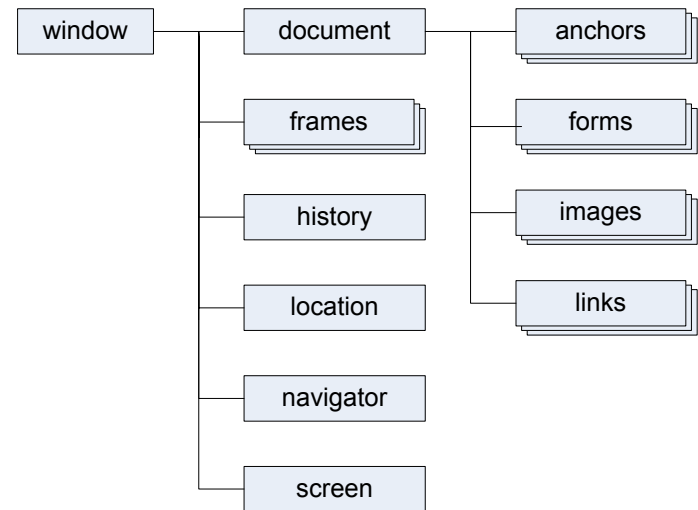 window
document
anchors
frames
forms
history
images
location
links
navigator
screen